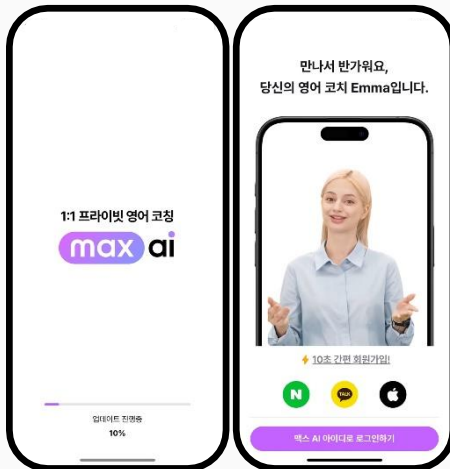 1:1 프라이빗 영어 코칭
max ai
업데이트 진행중
10%
만나서 반가워요,
당신의 영어 코치 Emma입니다.
10초 간편 회원가입!
N
TALK
맥스 AI 아이디로 로그인하기